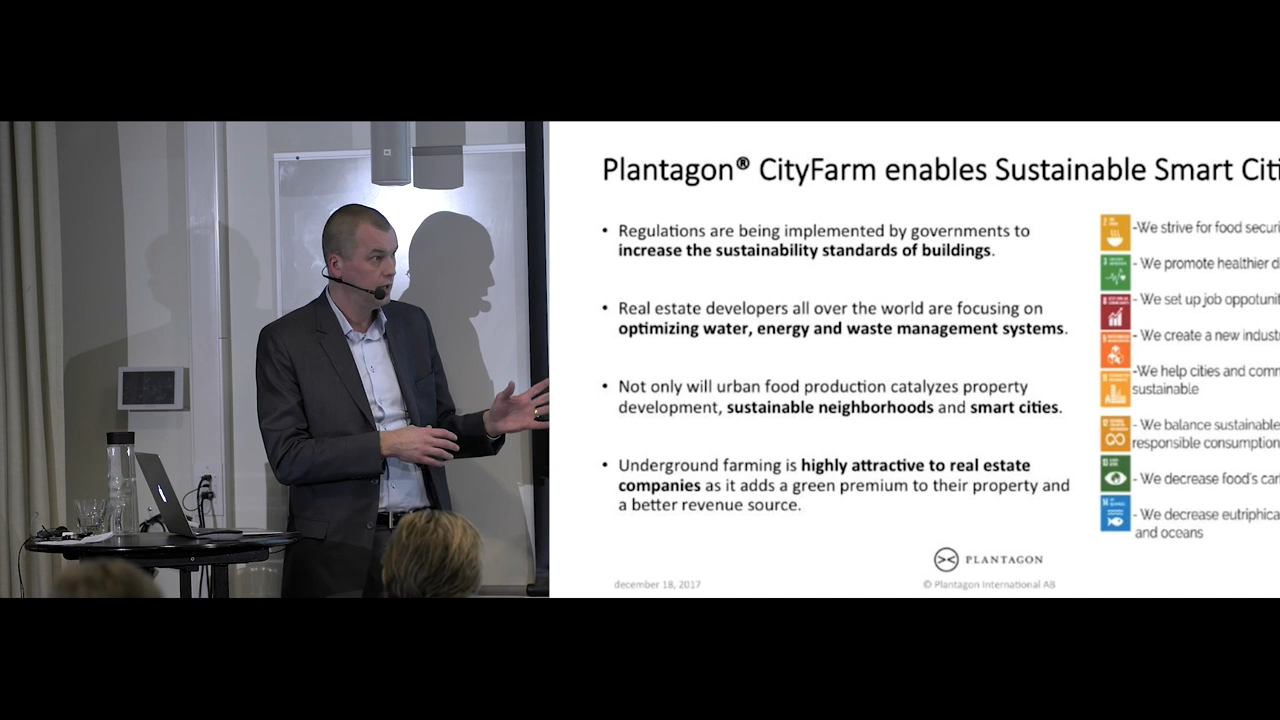 Plantagon® CityFarm enables Sustainable Smart Citi
• Regulations are being implemented by governments to
increase the sustainability standards of buildings.
• Real estate developers all over the world are focusing on
optimizing water, energy and waste management systems.
• Not only will urban food production catalyzes property
development, sustainable neighborhoods and smart cities.
• Underground farming is highly attractive to real estate
companies as it adds a green premium to their property and
a better revenue source.
-We strive for food securi
- We promote healthier d
- We set up job oppotunit
- We create a new indust
-We help cities and comm
sustainable
- We balance sustainable
responsible consumption
- We decrease food's car
- We decrease eutriphica
and oceans
PLANTAGON
december 18, 2017
© Plantagon International AB